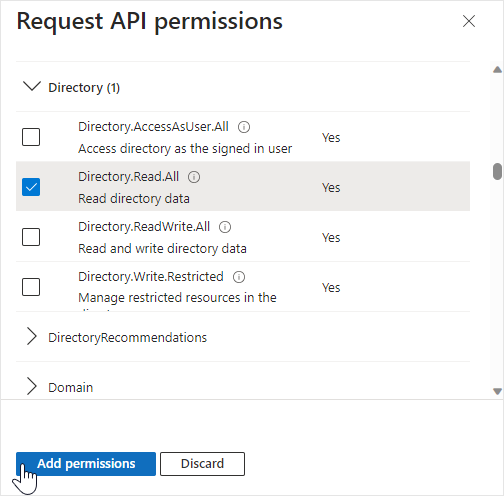 Request API permissions
Directory (1)
Directory.AccessAsUser.All
Access directory as the signed in user
Yes
Directory.Read.All
Read directory data
Yes
Directory.ReadWrite.All
Read and write directory data
Yes
Directory.Write.Restricted
Manage restricted resources in the
Yes
DirectoryRecommendations
Domain
Add permissions
Discard